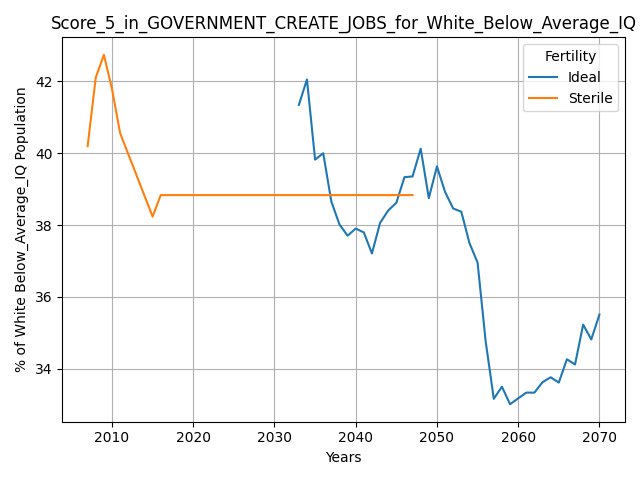 Score_5_in_GOVERNMENT_CREATE_JOBS_for_White_Below_Average_IQ
Fertility
Ideal
Sterile
% of White Below_Average_IQ Population
42
40
38
36
34
2010
2020
2030
2040
2050
2060
2070
Years